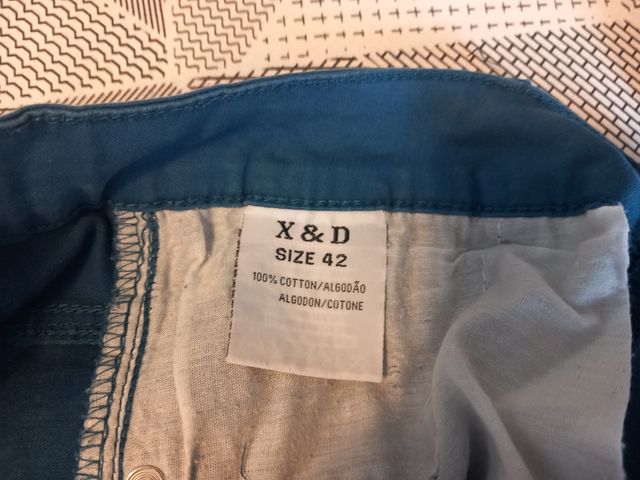 X & D
SIZE 42
100% COTTON/ALGODÃO
ALGODON/COTONE